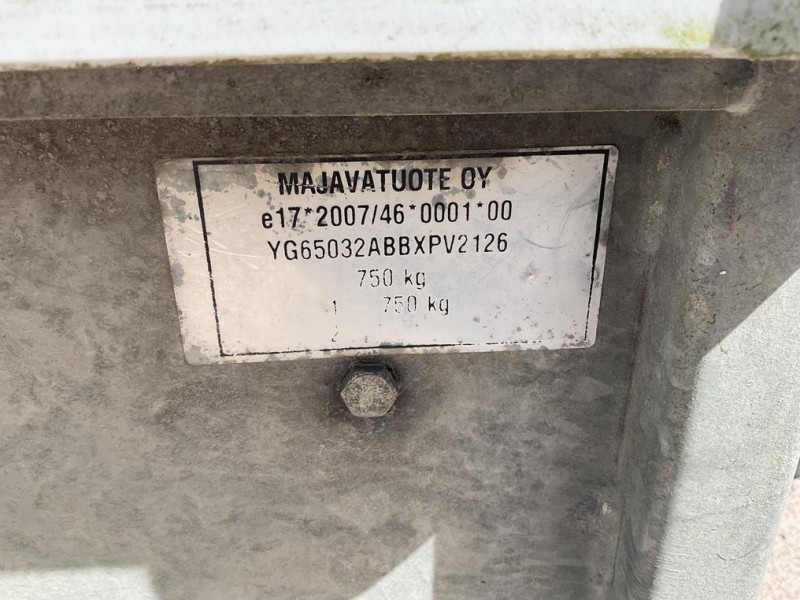 MAJAVATUOTE OY
e17*2007/46*0001*00
YG65032ABBXPV2126
750 kg
1 750 kg
2